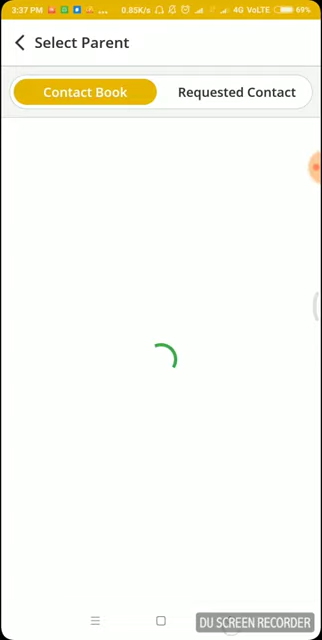 3:37 PM ... 0.85K/s 4G VoLTE 69%
Select Parent
Contact Book Requested Contact
DU SCREEN RECORDER